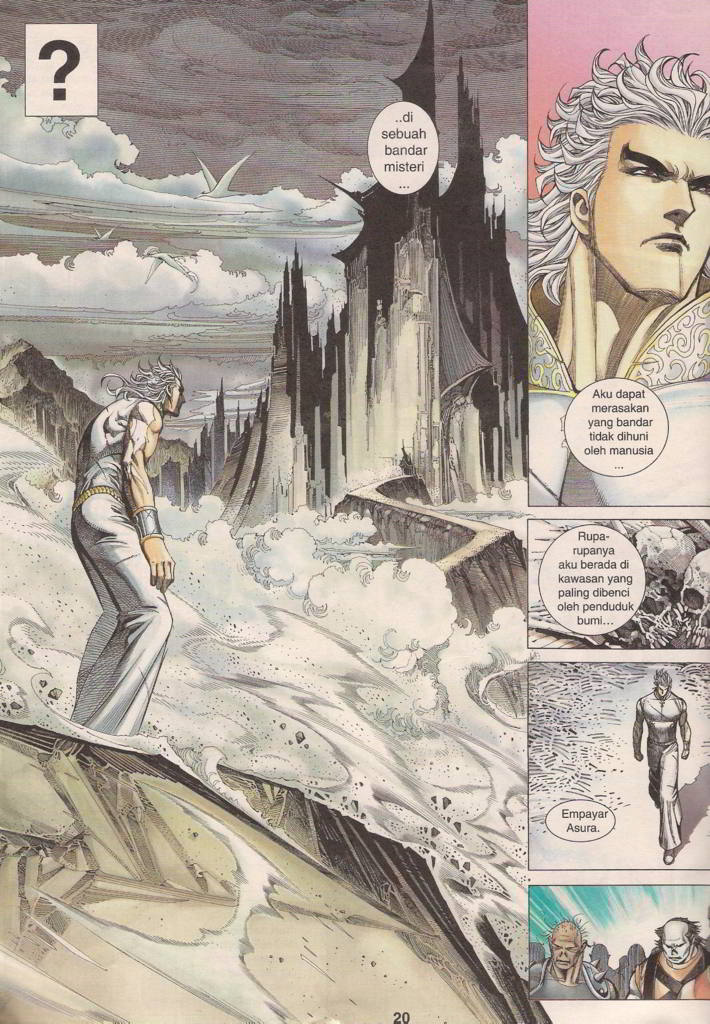 ?
..di
sebuah
bandar
misteri
...
Aku dapat
merasakan
yang bandar
tidak dihuni
oleh manusia
...
Rupa-
rupanya
aku berada di
kawasan yang
paling dibenci
oleh penduduk
bumi...
Empayar
Asura.
20